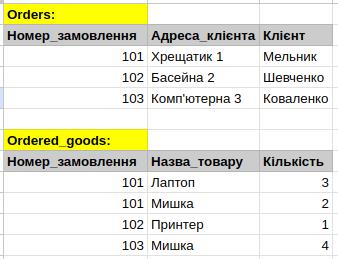 Orders:
Номер_замовлення Адреса_клієнта Клієнт
101 Хрещатик 1 Мельник
102 Басейна 2 Шевченко
103 Комп'ютерна 3 Коваленко
Ordered_goods:
Номер_замовлення Назва_товару Кількість
101 Лаптоп 3
101 Мишка 2
102 Принтер 1
103 Мишка 4